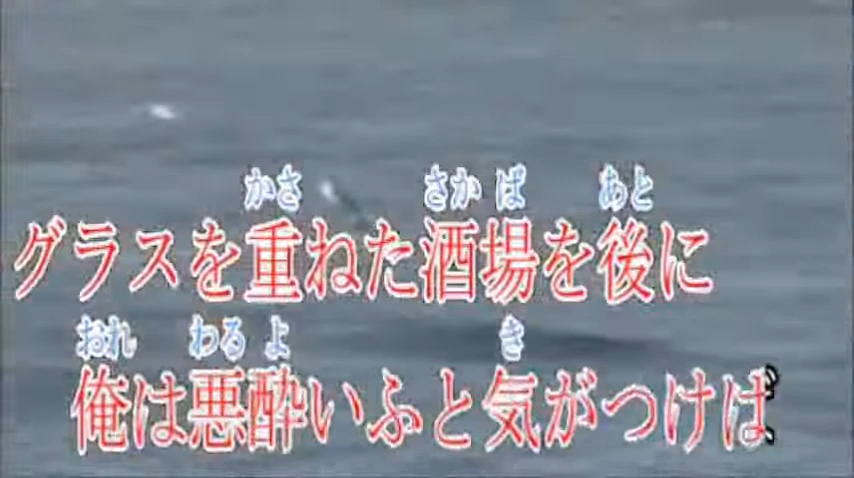 かさ さかば あと
グラスを重ねた酒場を後に
おれ わるよ き
俺は悪酔いふと気がつけば